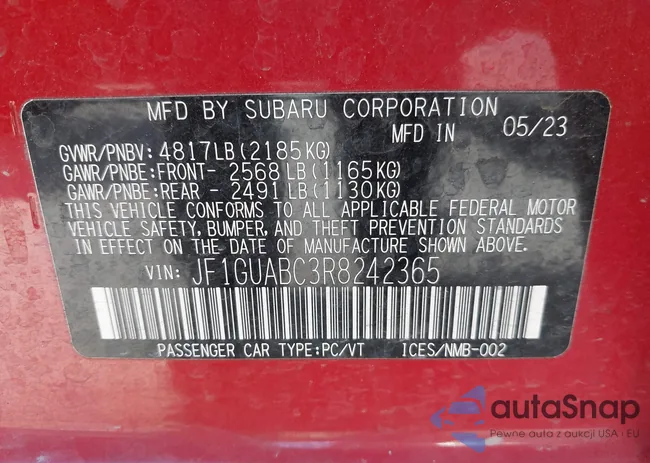 MFD BY SUBARU CORPORATION
MFD IN 05/23
GVWR/PNBV: 4817LB(2185KG)
GAWR/PNBE:FRONT- 2568LB(1165KG)
GAWR/PNBE:REAR - 2491LB(1130KG)
THIS VEHICLE CONFORMS TO ALL APPLICABLE FEDERAL MOTOR
VEHICLE SAFETY, BUMPER, AND THEFT PREVENTION STANDARDS
IN EFFECT ON THE DATE OF MANUFACTURE SHOWN ABOVE.
VIN: JF1GUABC3R8242365
PASSENGER CAR TYPE:PC/VT ICES/NMB-002
autaSnap
Pewne auta z aukcji USA i EU